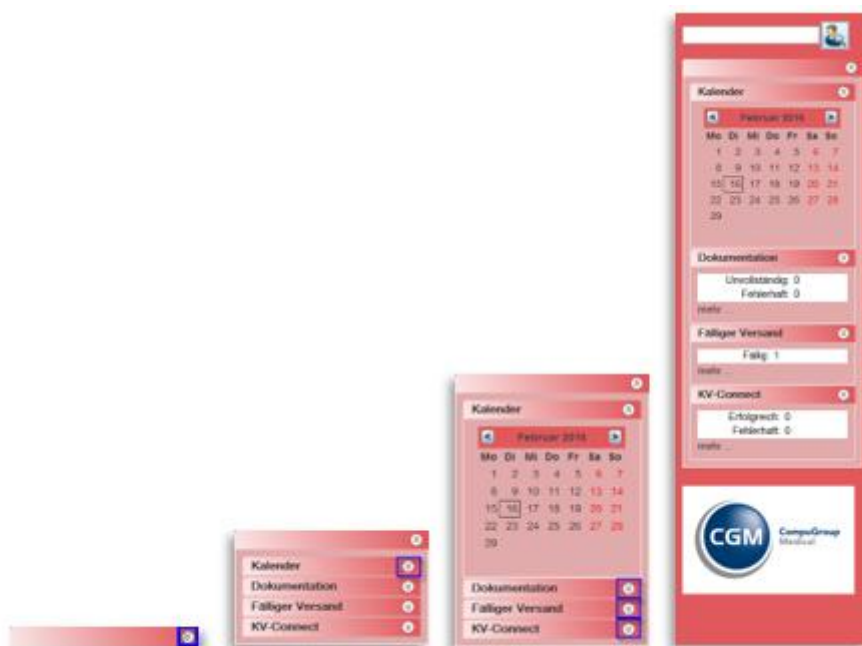 Kalender
Dokumentation
Fälliger Versand
KV-Connect
Kalender
Februar 2016
Mo Di Mi Do Fr Sa So
1 2 3 4 5 6 7
8 9 10 11 12 13 14
15 16 17 18 19 20 21
22 23 24 25 26 27 28
29
Dokumentation
Fälliger Versand
KV-Connect
Kalender
Februar 2016
Mo Di Mi Do Fr Sa So
1 2 3 4 5 6 7
8 9 10 11 12 13 14
15 16 17 18 19 20 21
22 23 24 25 26 27 28
29
Dokumentation
Unvollständig: 0
Fehlerhaft: 0
mehr ...
Fälliger Versand
Fällig: 1
mehr ...
KV-Connect
Erfolgreich: 0
Fehlerhaft: 0
mehr ...
CGM CompuGroup
Medical